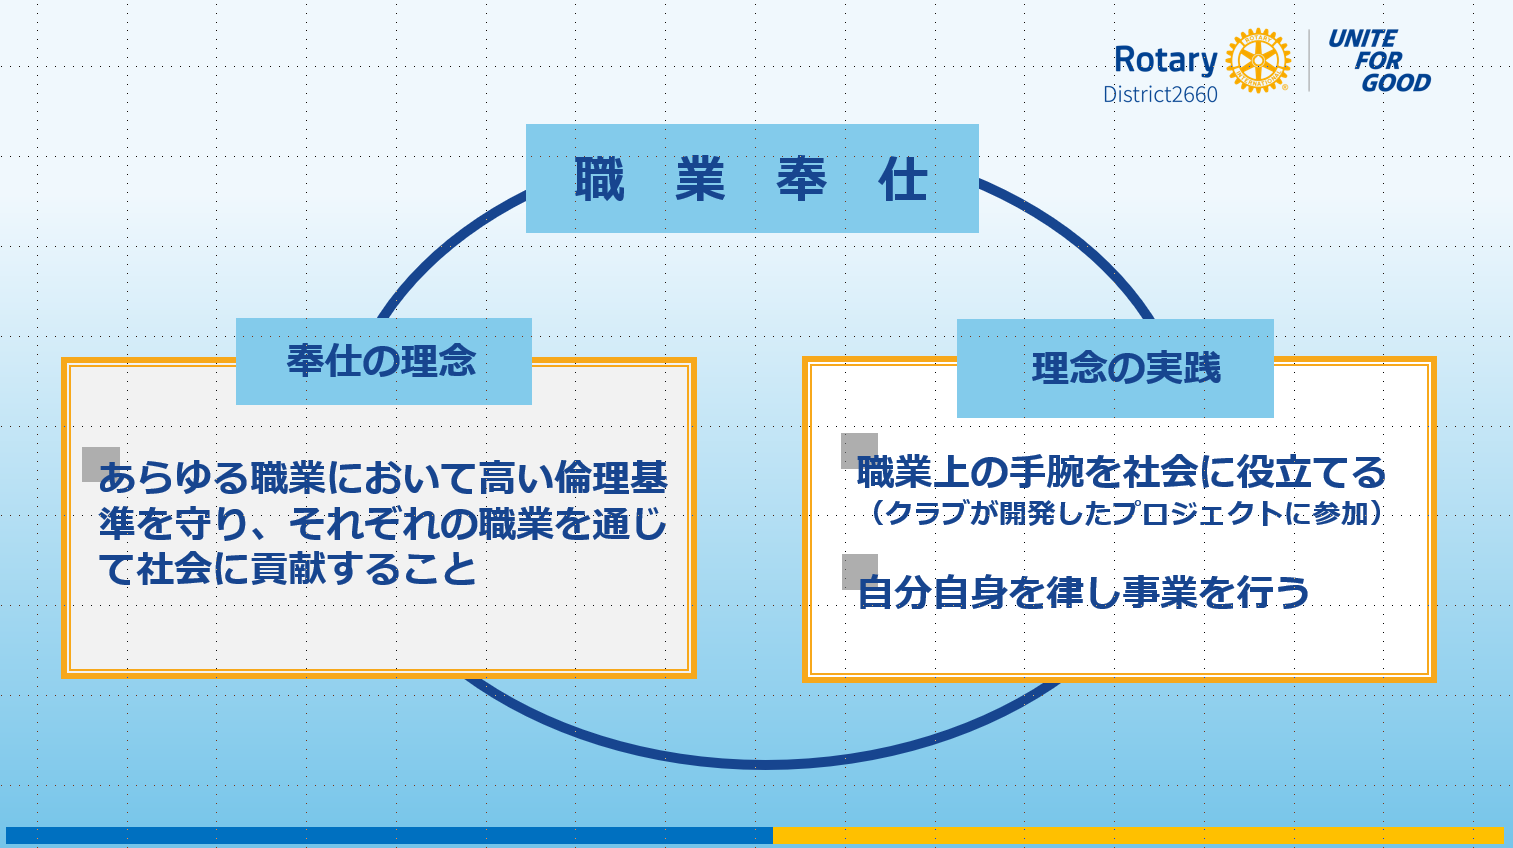 Rotary
District2660
UNITE
FOR
GOOD
職　業　奉　仕
奉仕の理念
あらゆる職業において高い倫理基
準を守り、それぞれの職業を通じ
て社会に貢献すること
理念の実践
職業上の手腕を社会に役立てる
（クラブが開発したプロジェクトに参加）
自分自身を律し事業を行う
ROTARY
INTERNATIONAL